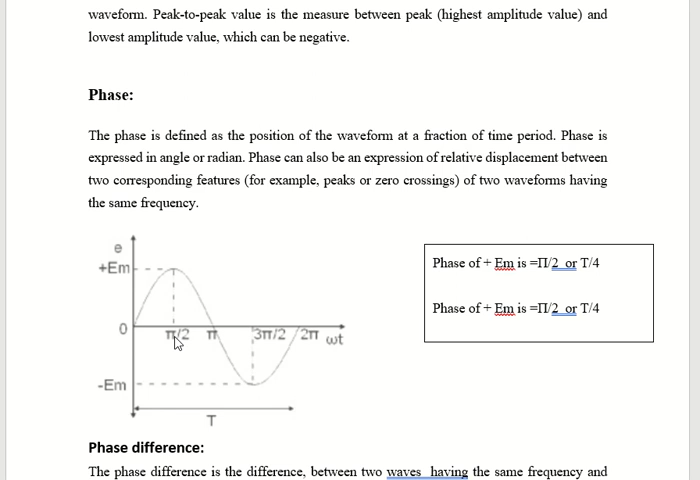 waveform. Peak-to-peak value is the measure between peak (highest amplitude value) and
lowest amplitude value, which can be negative.
Phase:
The phase is defined as the position of the waveform at a fraction of time period. Phase is
expressed in angle or radian. Phase can also be an expression of relative displacement between
two corresponding features (for example, peaks or zero crossings) of two waveforms having
the same frequency.
e
+Em
0
π/2 π 3π/2 2π ωt
-Em
T
Phase of + Em is =Π/2 or T/4
Phase of + Em is =Π/2 or T/4
Phase difference:
The phase difference is the difference, between two waves having the same frequency and